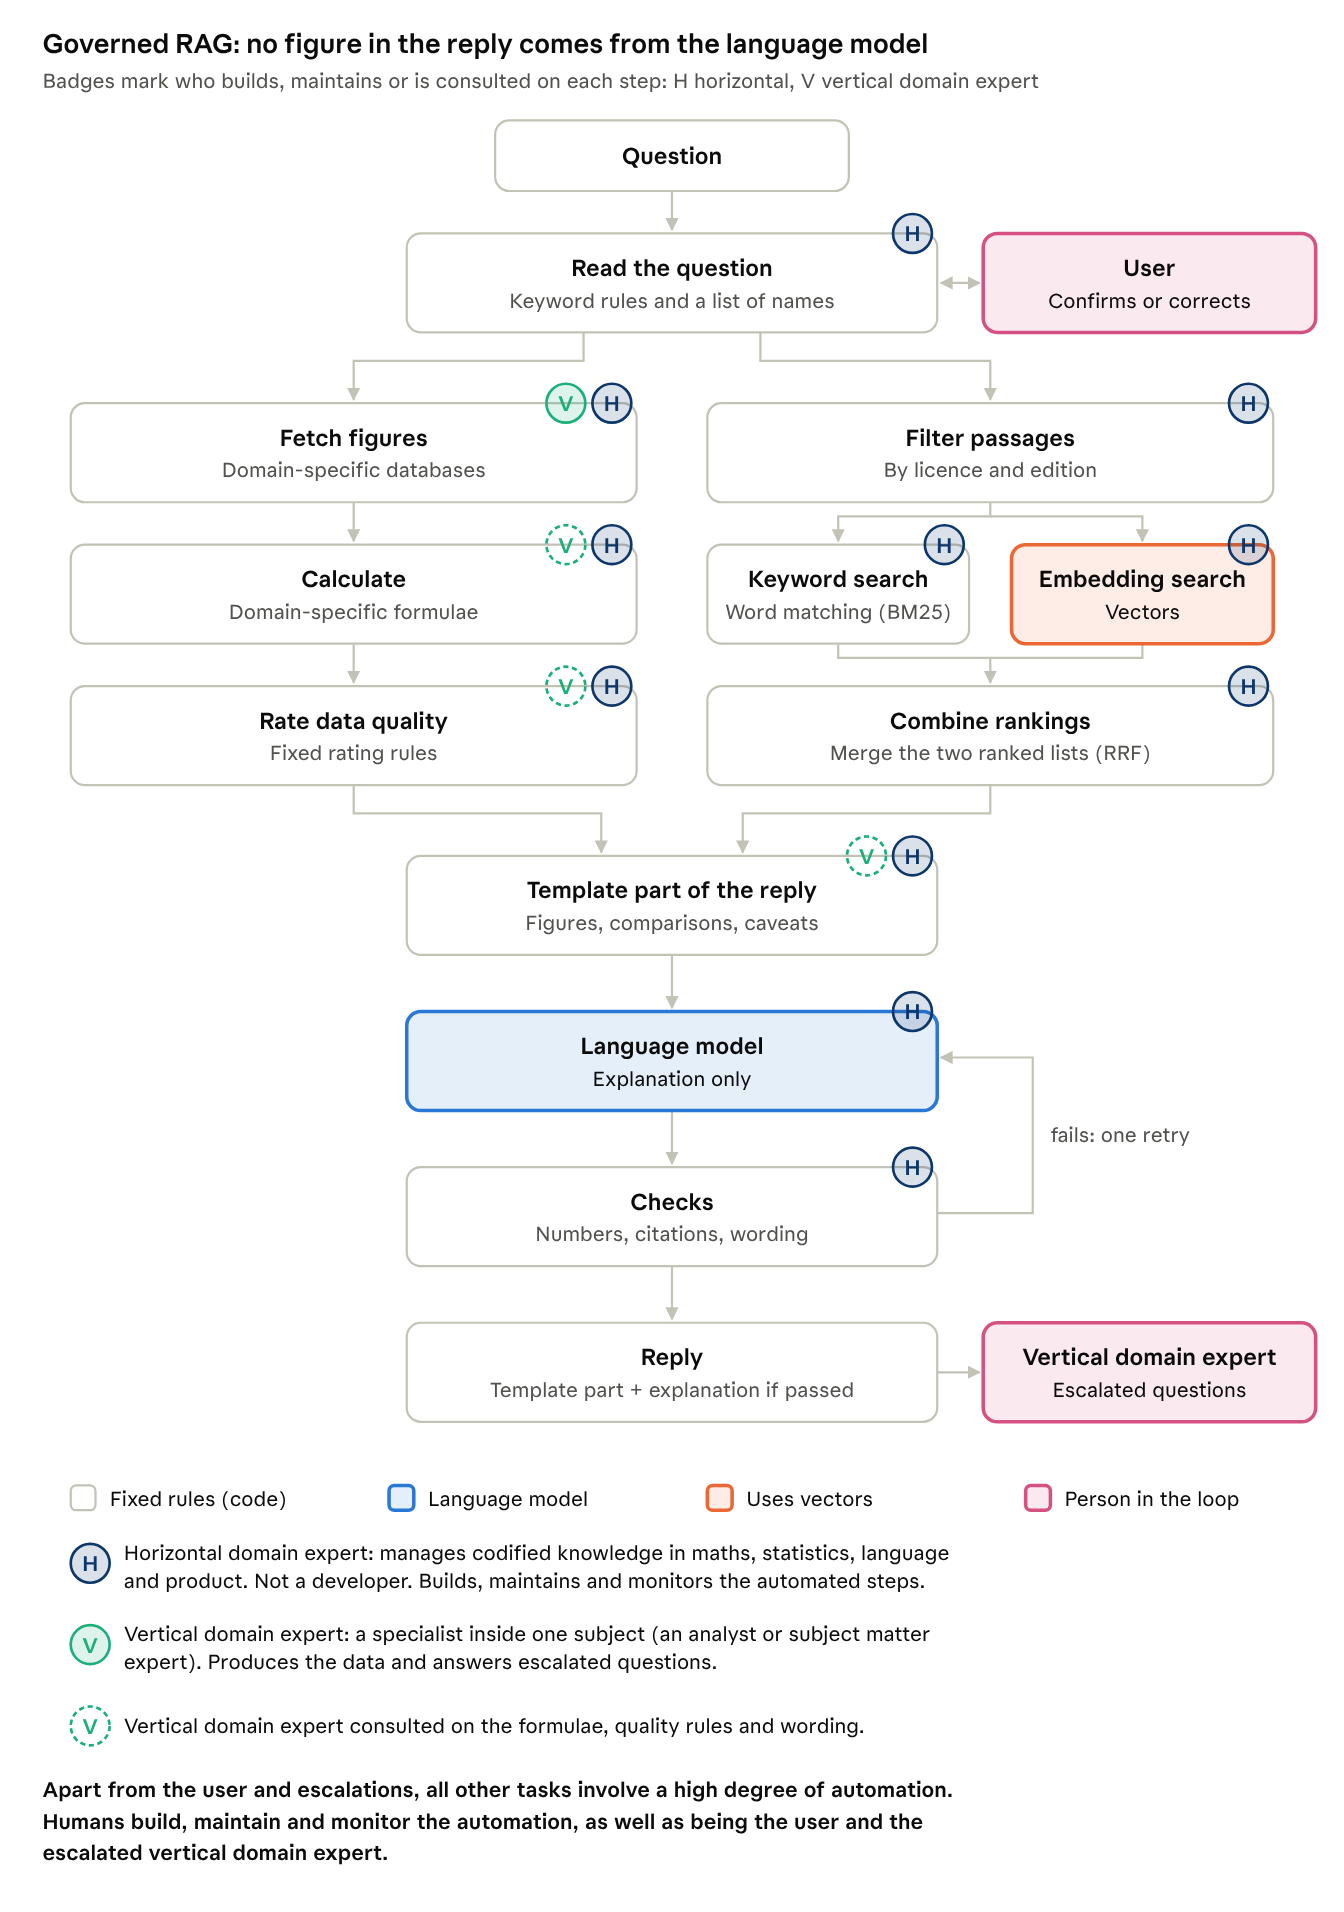 Governed RAG: no figure in the reply comes from the language model
Badges mark who builds, maintains or is consulted on each step: H horizontal, V vertical domain expert
Question
H
Read the question
Keyword rules and a list of names
User
Confirms or corrects
V
H
Fetch figures
Domain-specific databases
H
Filter passages
By licence and edition
V
H
Calculate
Domain-specific formulae
H
Keyword search
Word matching (BM25)
H
Embedding search
Vectors
V
H
Rate data quality
Fixed rating rules
H
Combine rankings
Merge the two ranked lists (RRF)
V
H
Template part of the reply
Figures, comparisons, caveats
H
Language model
Explanation only
fails: one retry
H
Checks
Numbers, citations, wording
Reply
Template part + explanation if passed
Vertical domain expert
Escalated questions
Fixed rules (code)
Language model
Uses vectors
Person in the loop
H
Horizontal domain expert: manages codified knowledge in maths, statistics, language
and product. Not a developer. Builds, maintains and monitors the automated steps.
V
Vertical domain expert: a specialist inside one subject (an analyst or subject matter
expert). Produces the data and answers escalated questions.
V
Vertical domain expert consulted on the formulae, quality rules and wording.
Apart from the user and escalations, all other tasks involve a high degree of automation.
Humans build, maintain and monitor the automation, as well as being the user and the
escalated vertical domain expert.